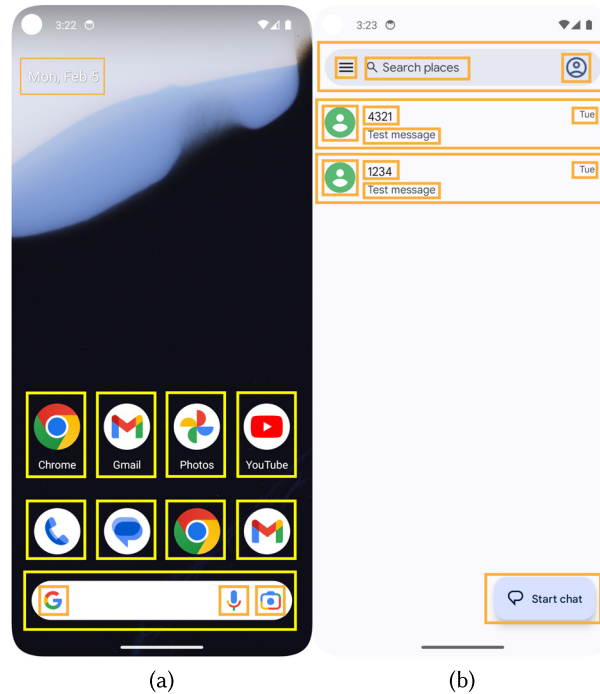 3:22
Mon, Feb 5
Chrome Gmail Photos YouTube
(a)
3:23
Search places
4321 Tue
Test message
1234 Tue
Test message
Start chat
(b)